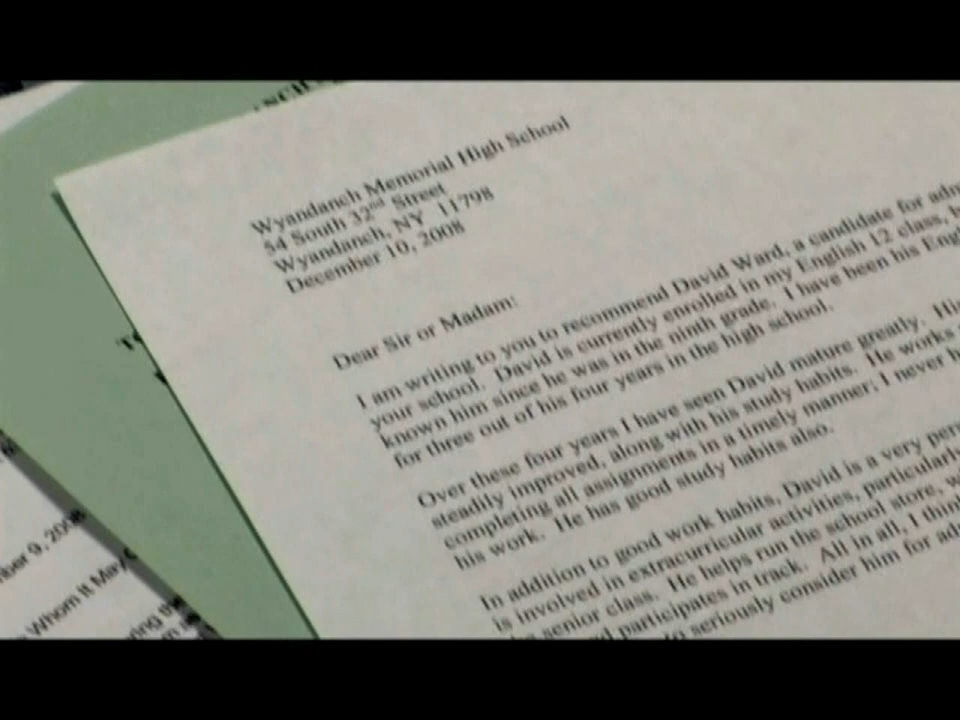 Wyandanch Memorial High School
54 South 32nd Street
Wyandanch, NY 11798
December 10, 2008
Dear Sir or Madam:
I am writing to you to recommend David Ward, a candidate for
your school. David is currently enrolled in my English 12 class,
known him since he was in the ninth grade. I have been his
for three out of his four years in the high school.
Over these four years I have seen David mature greatly.
steadily improved, along with his study habits. He works
completing all assignments in a timely manner; I never
his work. He has good study habits also.
In addition to good work habits, David is a very
is involved in extracurricular activities, particularly
senior class. He helps run the school store,
participates in track. All in all, I think
seriously consider him for
9, 2008
Whom It May